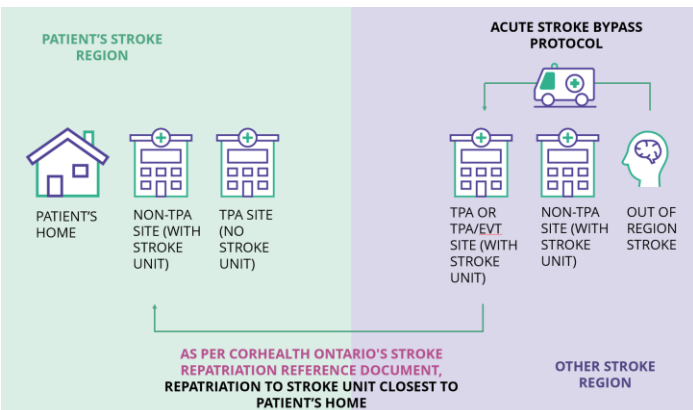 PATIENT'S STROKE
REGION
ACUTE STROKE BYPASS
PROTOCOL
PATIENT'S
HOME
NON-TPA
SITE (WITH
STROKE
UNIT)
TPA SITE
(NO
STROKE
UNIT)
TPA OR
TPA/EVT
SITE (WITH
STROKE
UNIT)
NON-TPA
SITE (WITH
STROKE
UNIT)
OUT OF
REGION
STROKE
AS PER CORHEALTH ONTARIO'S STROKE
REPATRIATION REFERENCE DOCUMENT,
REPATRIATION TO STROKE UNIT CLOSEST TO
PATIENT'S HOME
OTHER STROKE
REGION